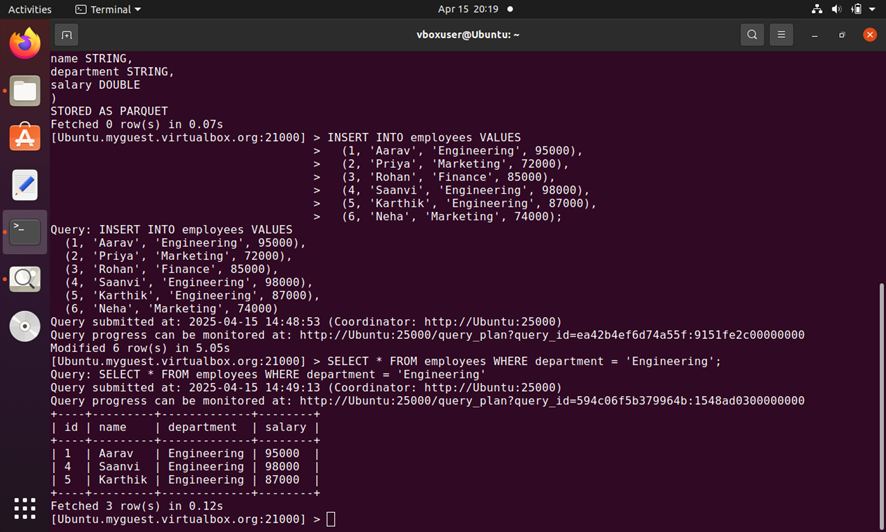 Activities
Terminal
Apr 15 20:19
vboxuser@Ubuntu: ~
name STRING,
department STRING,
salary DOUBLE
)
STORED AS PARQUET
Fetched 0 row(s) in 0.07s
[Ubuntu.myguest.virtualbox.org:21000] > INSERT INTO employees VALUES
                                      >   (1, 'Aarav', 'Engineering', 95000),
                                      >   (2, 'Priya', 'Marketing', 72000),
                                      >   (3, 'Rohan', 'Finance', 85000),
                                      >   (4, 'Saanvi', 'Engineering', 98000),
                                      >   (5, 'Karthik', 'Engineering', 87000),
                                      >   (6, 'Neha', 'Marketing', 74000);
Query: INSERT INTO employees VALUES
  (1, 'Aarav', 'Engineering', 95000),
  (2, 'Priya', 'Marketing', 72000),
  (3, 'Rohan', 'Finance', 85000),
  (4, 'Saanvi', 'Engineering', 98000),
  (5, 'Karthik', 'Engineering', 87000),
  (6, 'Neha', 'Marketing', 74000)
Query submitted at: 2025-04-15 14:48:53 (Coordinator: http://Ubuntu:25000)
Query progress can be monitored at: http://Ubuntu:25000/query_plan?query_id=ea42b4ef6d74a55f:9151fe2c00000000
Modified 6 row(s) in 5.05s
[Ubuntu.myguest.virtualbox.org:21000] > SELECT * FROM employees WHERE department = 'Engineering';
Query: SELECT * FROM employees WHERE department = 'Engineering'
Query submitted at: 2025-04-15 14:49:13 (Coordinator: http://Ubuntu:25000)
Query progress can be monitored at: http://Ubuntu:25000/query_plan?query_id=594c06f5b379964b:1548ad0300000000
+----+---------+-------------+--------+
| id | name    | department  | salary |
+----+---------+-------------+--------+
| 1  | Aarav   | Engineering | 95000  |
| 4  | Saanvi  | Engineering | 98000  |
| 5  | Karthik | Engineering | 87000  |
+----+---------+-------------+--------+
Fetched 3 row(s) in 0.12s
[Ubuntu.myguest.virtualbox.org:21000] >